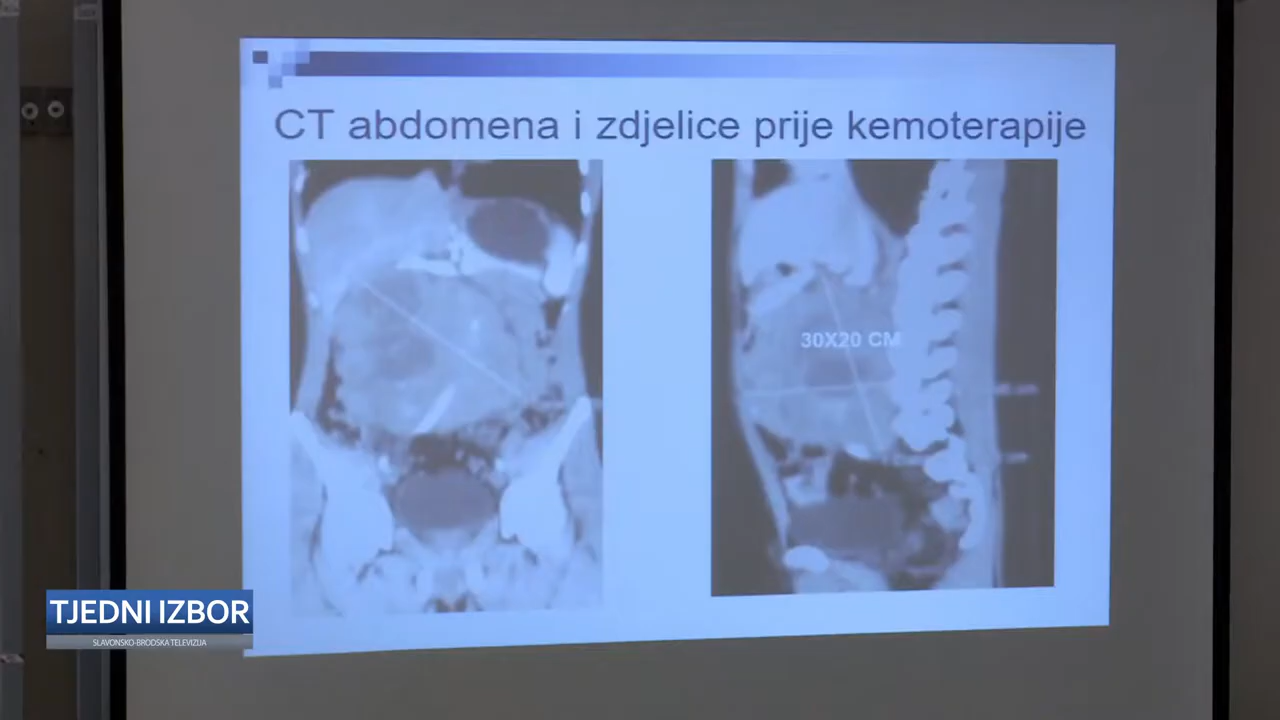 CT abdomena i zdjelice prije kemoterapije
30X20 CM
TJEDNI IZBOR
SLAVONSKO-BRODSKA TELEVIZIJA